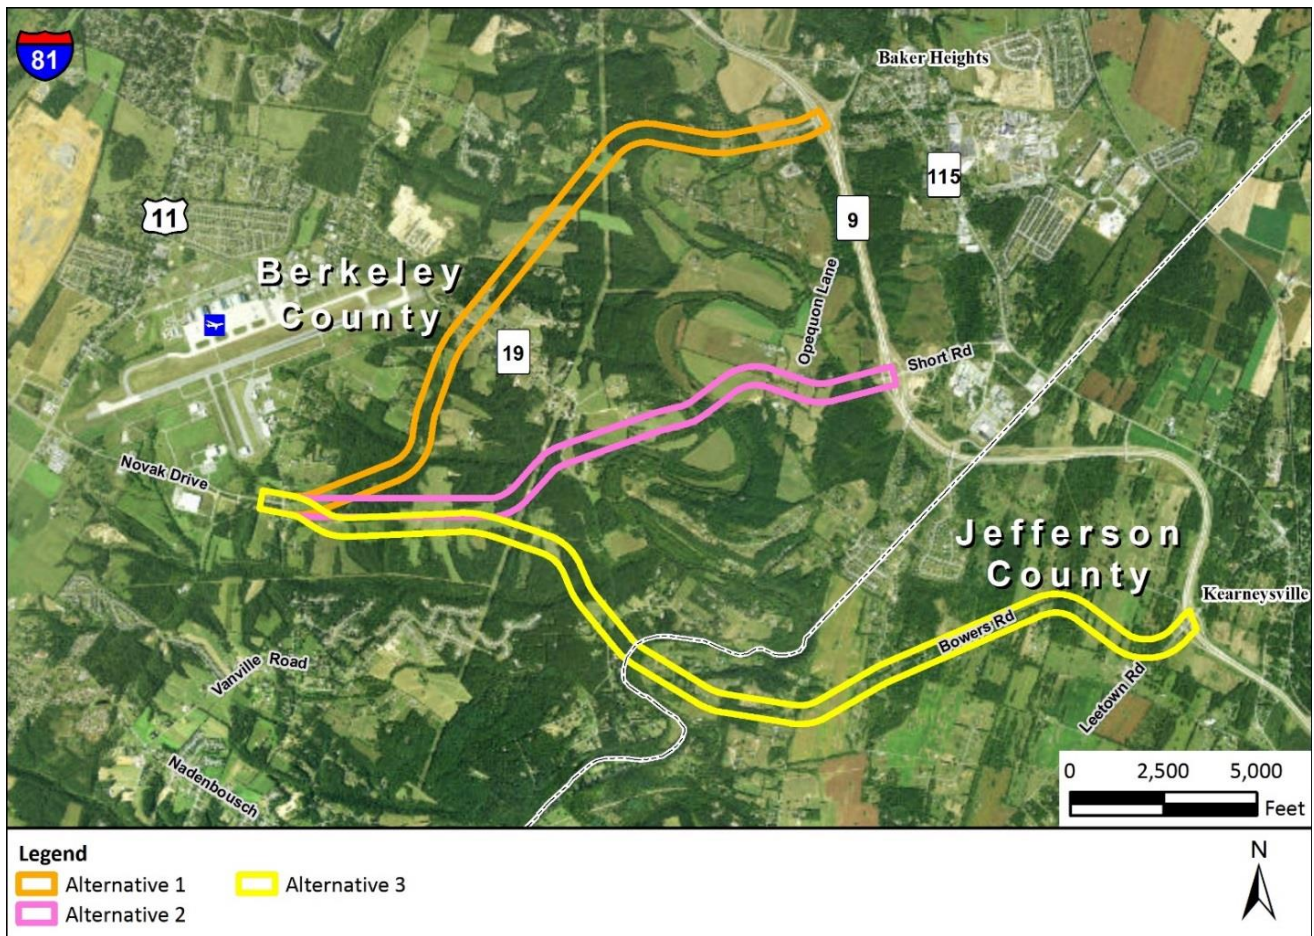 81
Baker Heights
115
11
9
Berkeley
County
Opequon Lane
19
Short Rd
Novak Drive
Jefferson
County
Kearneysville
Bowers Rd
Vanville Road
Leetown Rd
Nadenbousch
0 2,500 5,000
Feet
Legend
Alternative 1
Alternative 3
Alternative 2
N